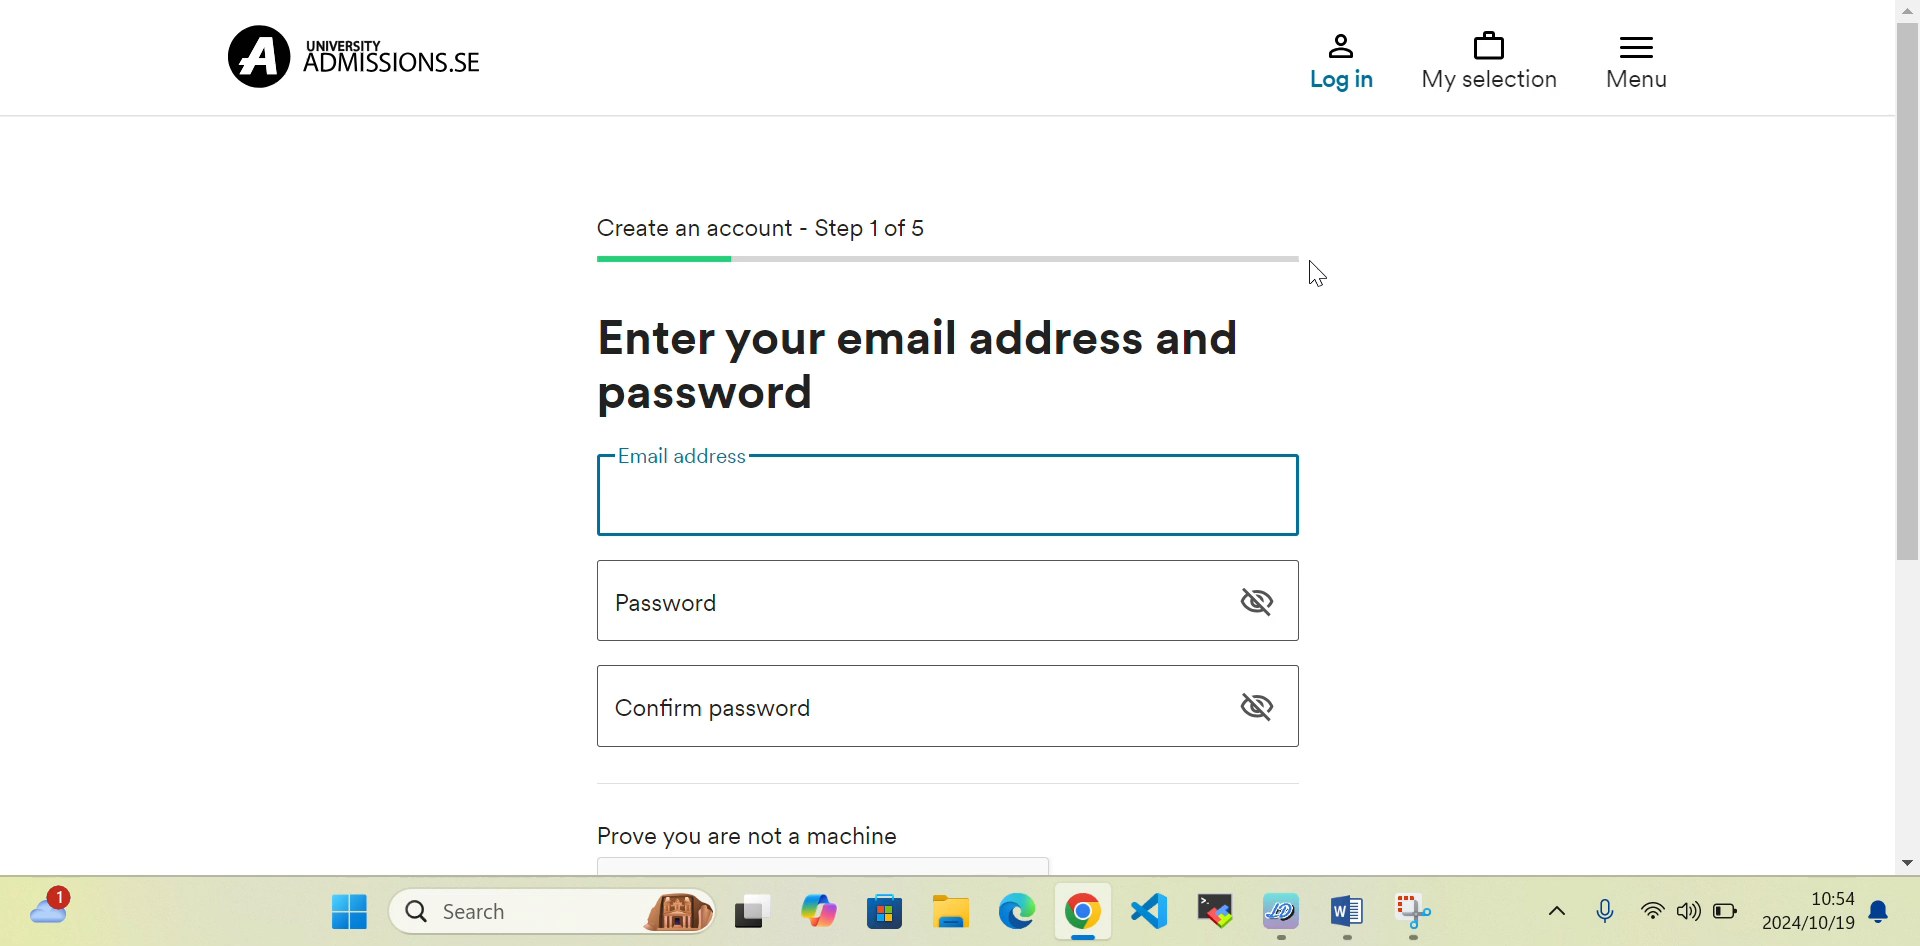 A UNIVERSITY
ADMISSIONS.SE
Log in
My selection
Menu
Create an account - Step 1 of 5
Enter your email address and
password
Email address
Password
Confirm password
Prove you are not a machine
1
Search
10:54
2024/10/19